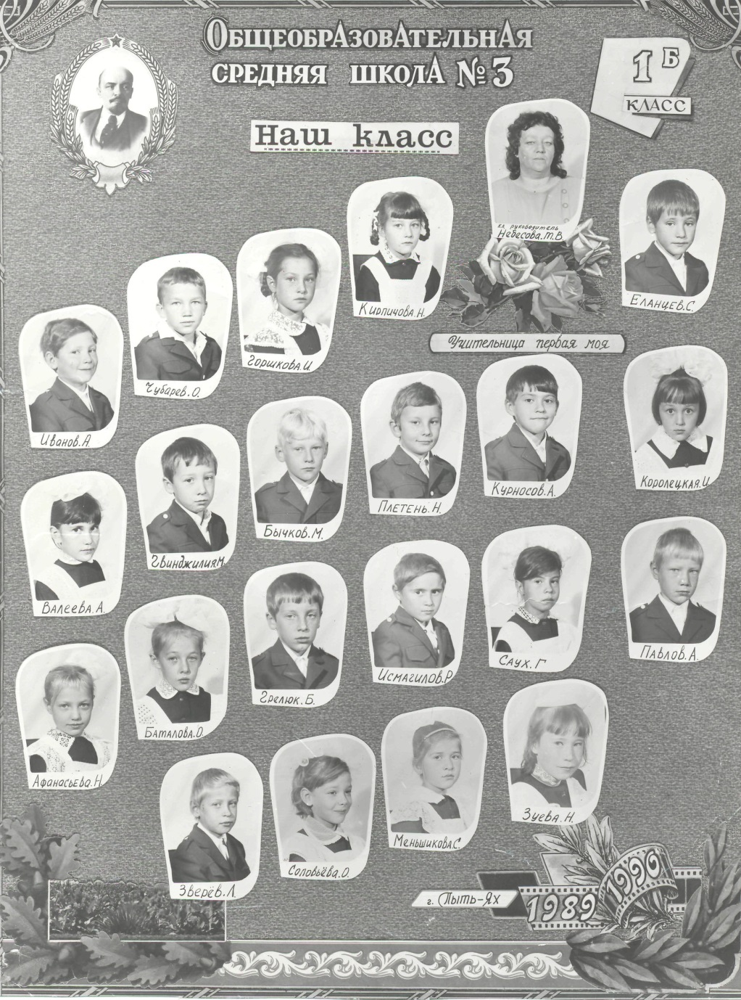 ОбщеобрАзовАтельнАя
средняя школА №3
1 Б
класс
Наш класс
кл. руководитель
Небесова.Т.В
Кирпичова.Н.
Еланцев.С.
Учительница первая моя
Горшкова.И.
Чубарев.О.
Иванов.А.
Плетень.Н.
Курносов.А.
Королецкая.И.
Бычков.М.
Гвинджилия М.
Валеева.А.
Саух.Г
Павлов.А.
Исмагилов.Р.
Грелюк.Б.
Баталова.О.
Афанасьева.Н.
Зуева.Н.
Меньшикова.С.
Соловьёва.О.
Зверёв.Л.
г. Пыть-Ях
1989 1990